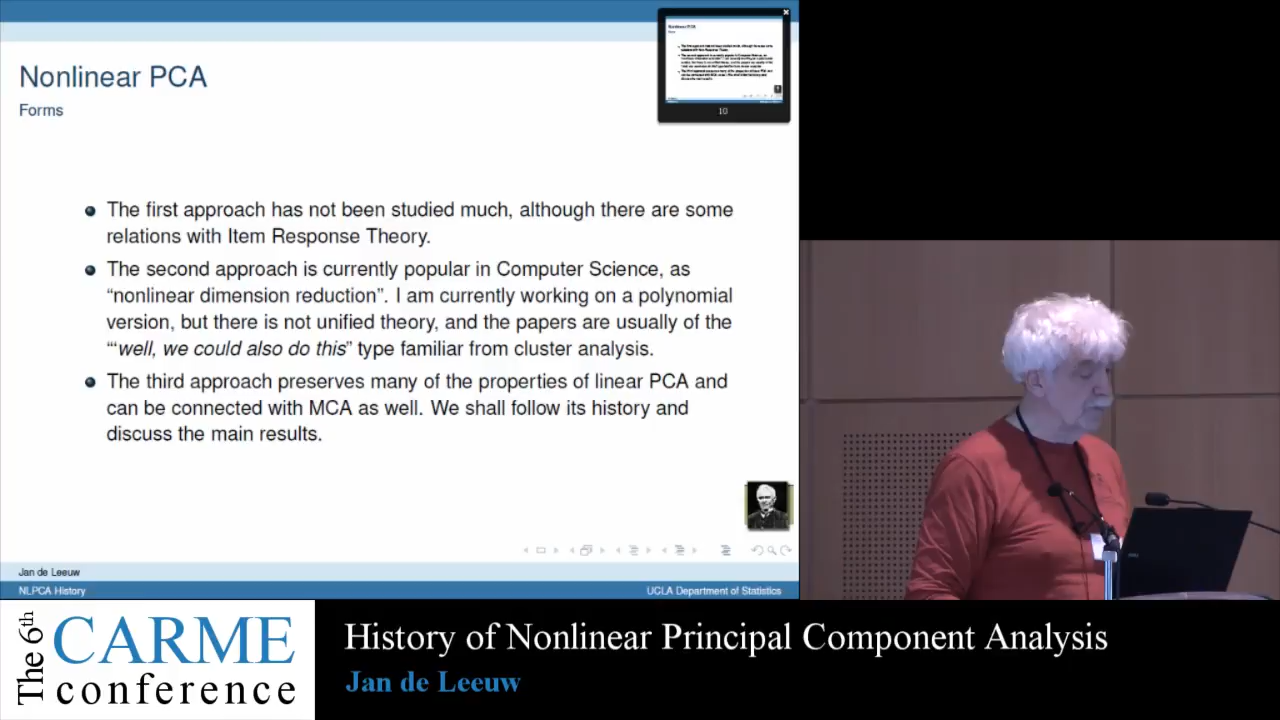 Nonlinear PCA
Forms
10
The first approach has not been studied much, although there are some
relations with Item Response Theory.
The second approach is currently popular in Computer Science, as
“nonlinear dimension reduction”. I am currently working on a polynomial
version, but there is not unified theory, and the papers are usually of the
“‘well, we could also do this” type familiar from cluster analysis.
The third approach preserves many of the properties of linear PCA and
can be connected with MCA as well. We shall follow its history and
discuss the main results.
Jan de Leeuw
NLPCA History
UCLA Department of Statistics
The 6th
CARME
conference
History of Nonlinear Principal Component Analysis
Jan de Leeuw